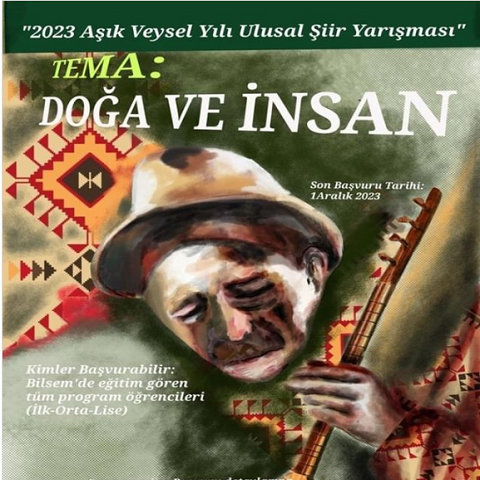 "2023 Aşık Veysel Yılı Ulusal Şiir Yarışması"
TEMA:
DOĞA VE İNSAN
Son Başvuru Tarihi:
1Aralık 2023
Kimler Başvurabilir:
Bilsem'de eğitim gören
tüm program öğrencileri
(İlk-Orta-Lise)